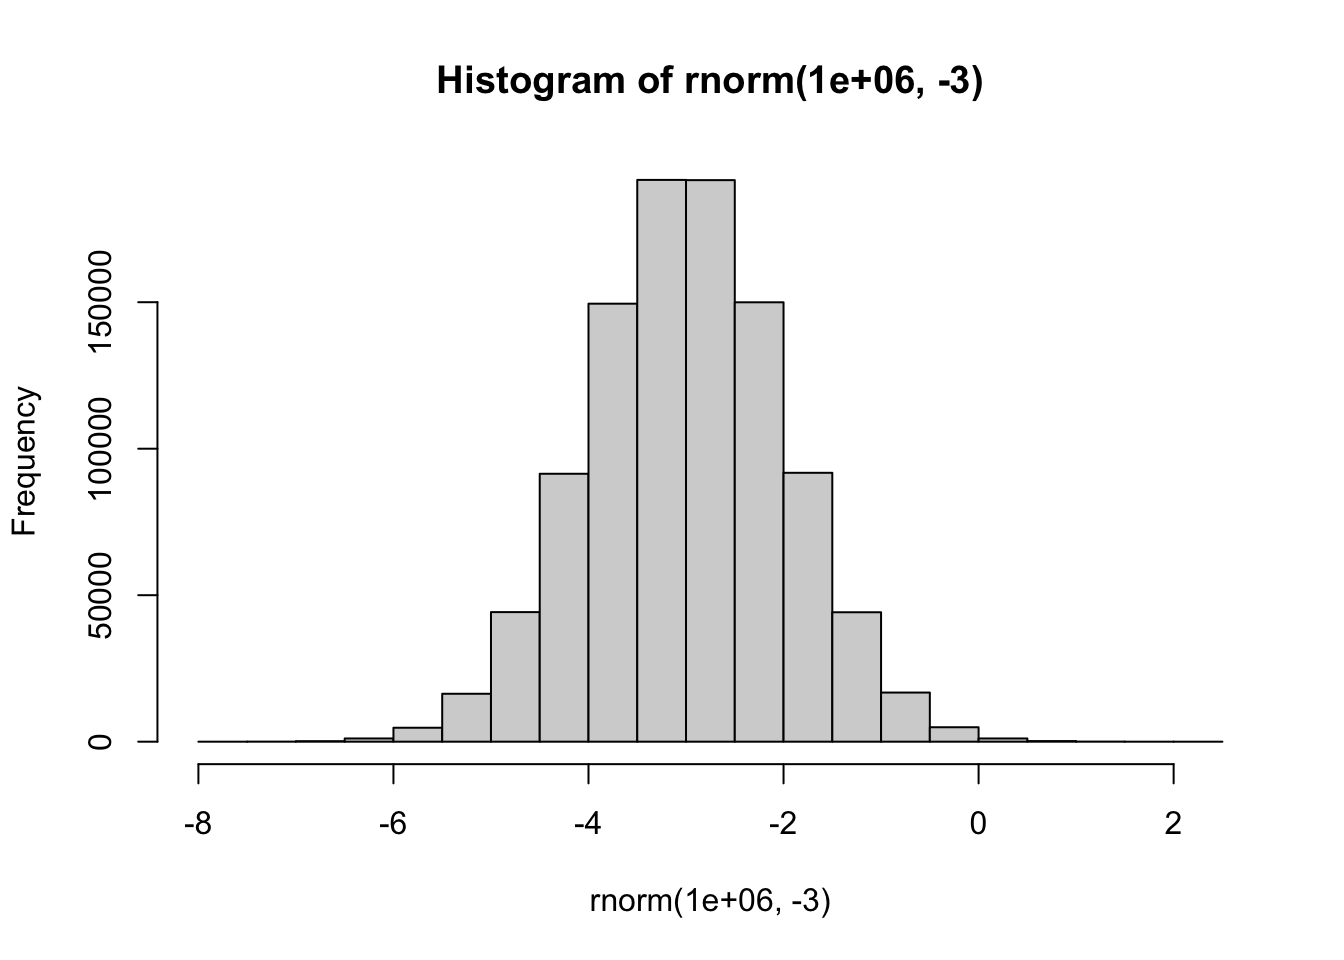 Histogram of rnorm(1e+06, -3)
Frequency
150000
100000
50000
0
-8 -6 -4 -2 0 2
rnorm(1e+06, -3)